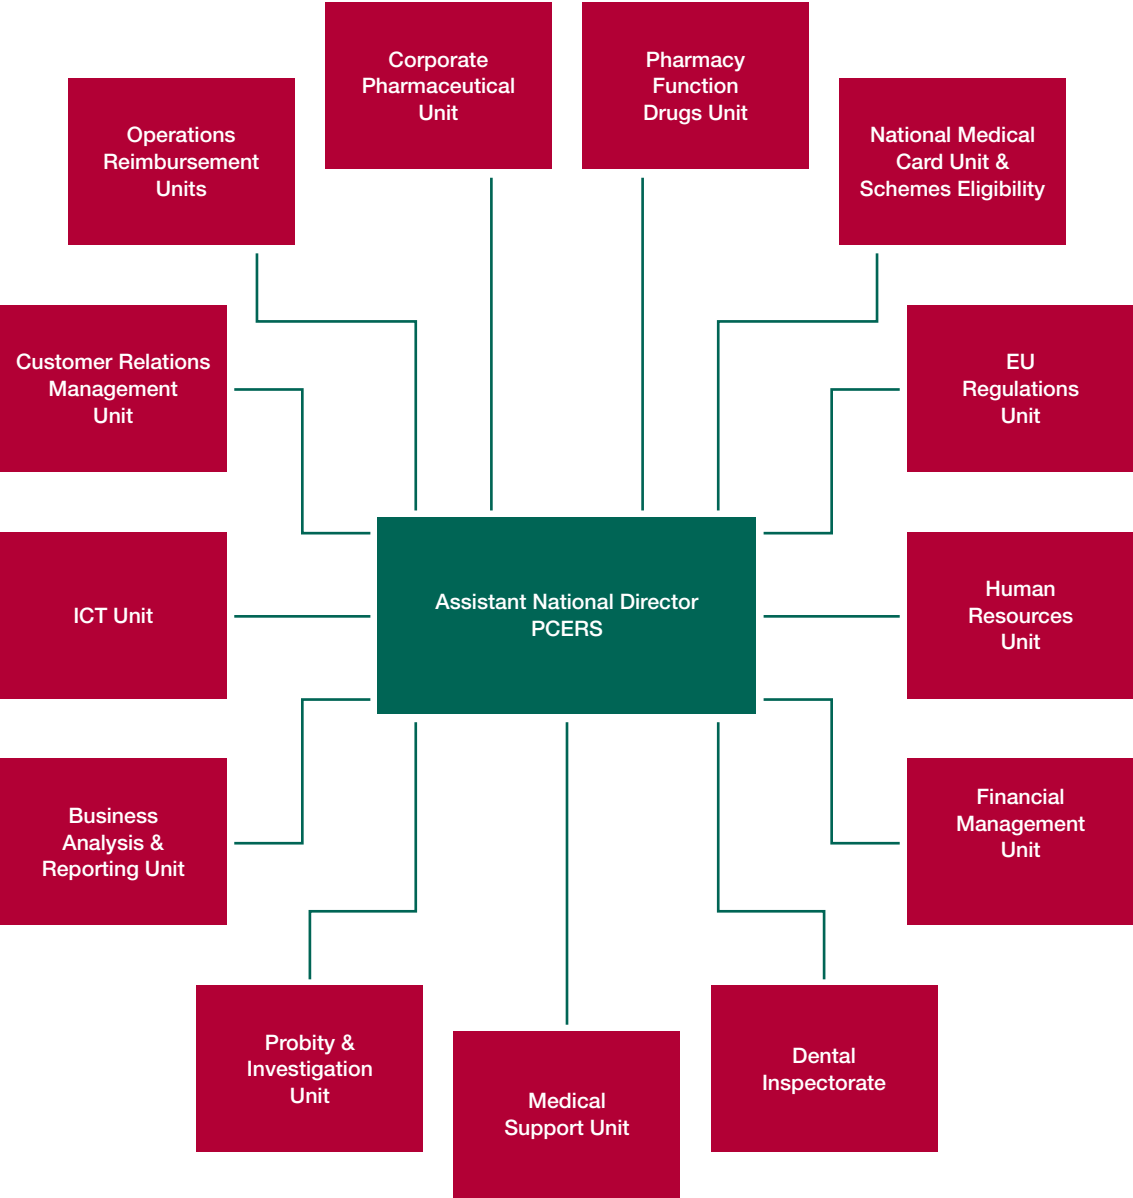 Corporate
Pharmaceutical
Unit
Pharmacy
Function
Drugs Unit
Operations
Reimbursement
Units
National Medical
Card Unit &
Schemes Eligibility
Customer Relations
Management
Unit
EU
Regulations
Unit
ICT Unit
Assistant National Director
PCERS
Human
Resources
Unit
Business
Analysis &
Reporting Unit
Financial
Management
Unit
Probity &
Investigation
Unit
Medical
Support Unit
Dental
Inspectorate